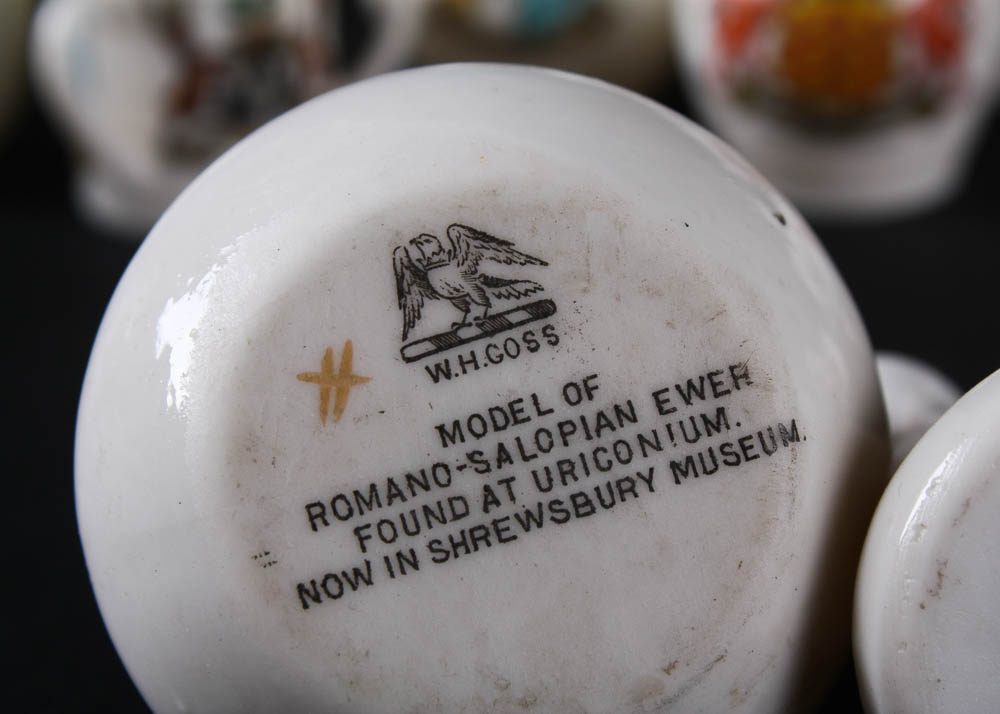 W.H.GOSS
MODEL OF
ROMANO-SALOPIAN EWER
FOUND AT URICONIUM.
NOW IN SHREWSBURY MUSEUM.